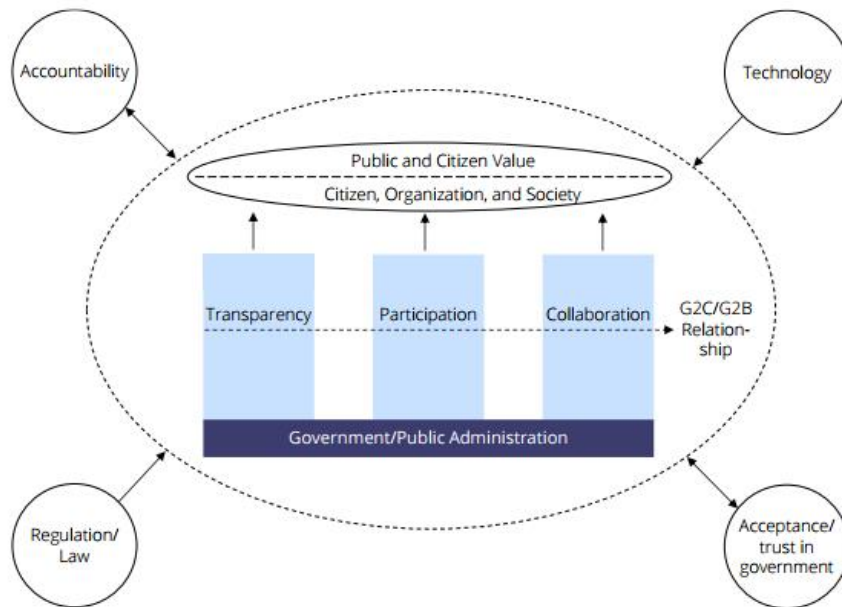 Accountability
Technology
Public and Citizen Value
Citizen, Organization, and Society
Transparency
Participation
Collaboration
G2C/G2B
Relation-
ship
Government/Public Administration
Regulation/
Law
Acceptance/
trust in
government